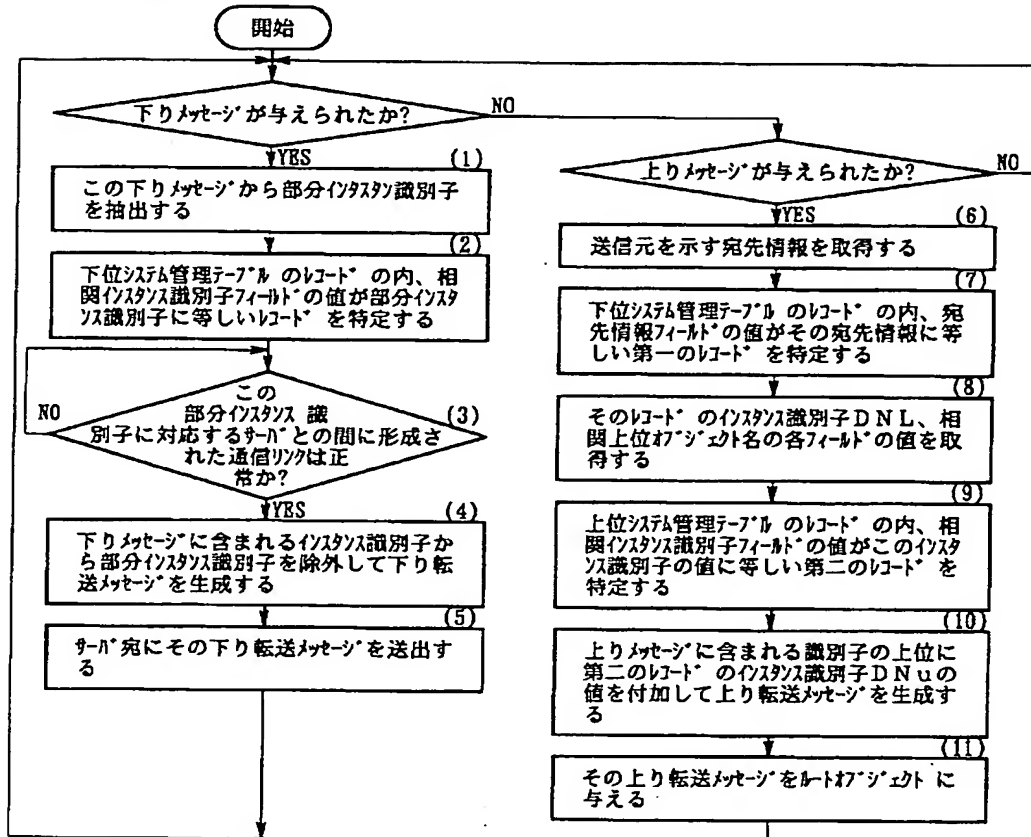 開始
下りメッセージが与えられたか?
NO
YES
(1)
この下りメッセージから部分インタスタン識別子
を抽出する
(2)
下位システム管理テーブル のレコード の内、相
関インスタンス識別子フィールドの値が部分インスタ
ンス識別子に等しいレコード を特定する
NO
(3)
この
部分インスタンス 識
別子に対応するサーバとの間に形成さ
れた通信リンクは正
常か?
YES
(4)
下りメッセージに含まれるインスタンス識別子か
ら部分インスタンス識別子を除外して下り転
送メッセージを生成する
(5)
サーバ宛にその下り転送メッセージを送出す
る
上りメッセージが与えられたか?
NO
YES
(6)
送信元を示す宛先情報を取得する
(7)
下位システム管理テーブル のレコード の内、宛
先情報フィールドの値がその宛先情報に等
しい第一のレコード を特定する
(8)
そのレコード のインスタンス識別子DNL、相
関上位オブジェクト名の各フィールドの値を取
得する
(9)
上位システム管理テーブル のレコード の内、相
関インスタンス識別子フィールドの値がこのインスタ
ンス識別子の値に等しい第二のレコード を
特定する
(10)
上りメッセージに含まれる識別子の上位に
第二のレコード のインスタンス識別子DNuの
値を付加して上り転送メッセージを生成す
る
(11)
その上り転送メッセージをルートオブジェクト に
与える